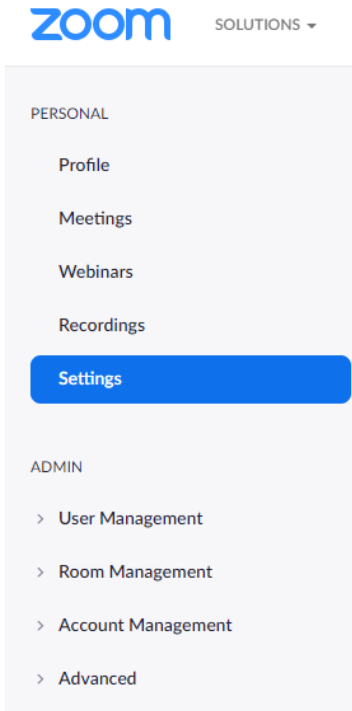 zoom SOLUTIONS
PERSONAL
Profile
Meetings
Webinars
Recordings
Settings
ADMIN
User Management
Room Management
Account Management
Advanced